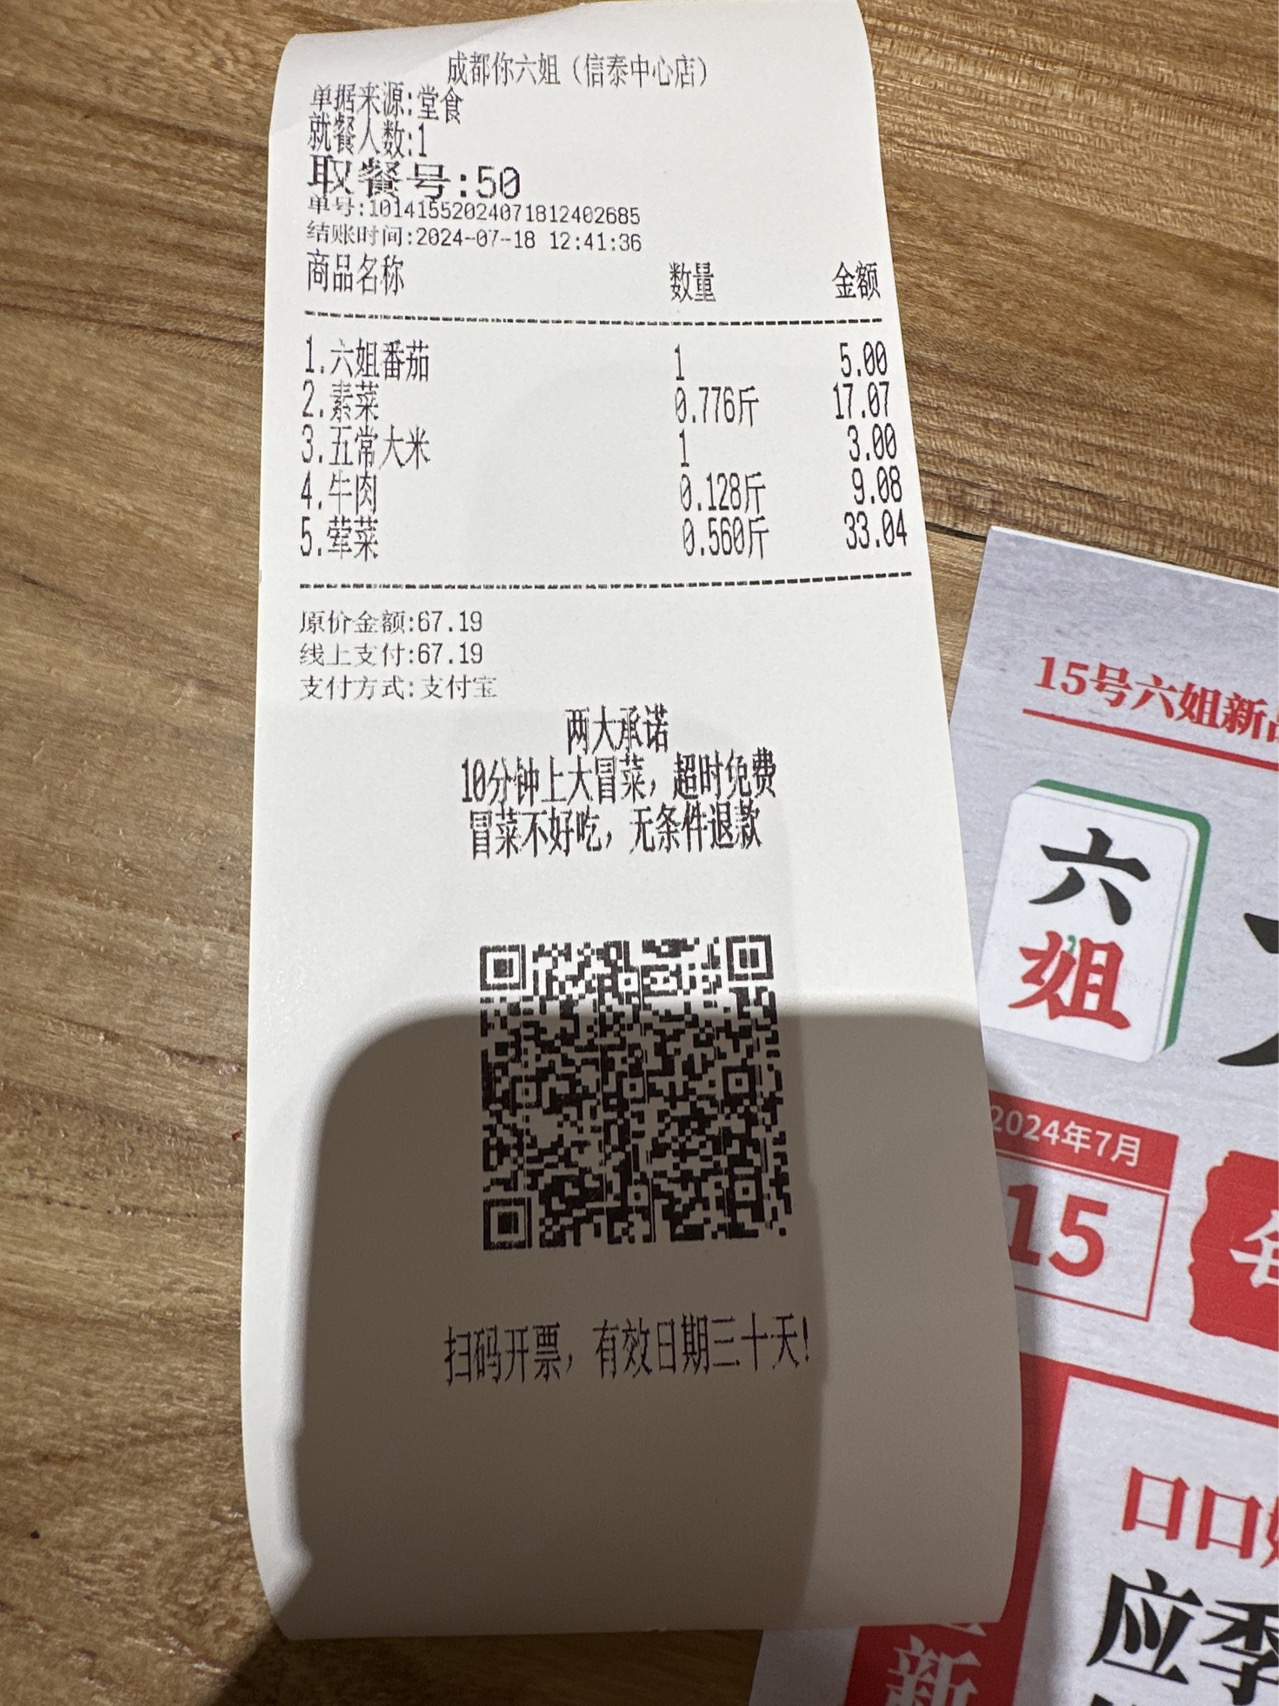 成都你六姐（信泰中心店）
单据来源:堂食
就餐人数:1
取餐号:50
单号:10141552024071812402685
结账时间:2024-07-18 12:41:36
商品名称 数量 金额
1.六姐番茄 1 5.00
2.素菜 0.776斤 17.07
3.五常大米 1 3.00
4.牛肉 0.128斤 9.08
5.荤菜 0.560斤 33.04
原价金额:67.19
线上支付:67.19
支付方式:支付宝
两大承诺
10分钟上大冒菜，超时免费
冒菜不好吃，无条件退款
扫码开票，有效日期三十天!
15号六姐新
六
姐
2024年7月
15
口口
应季
新